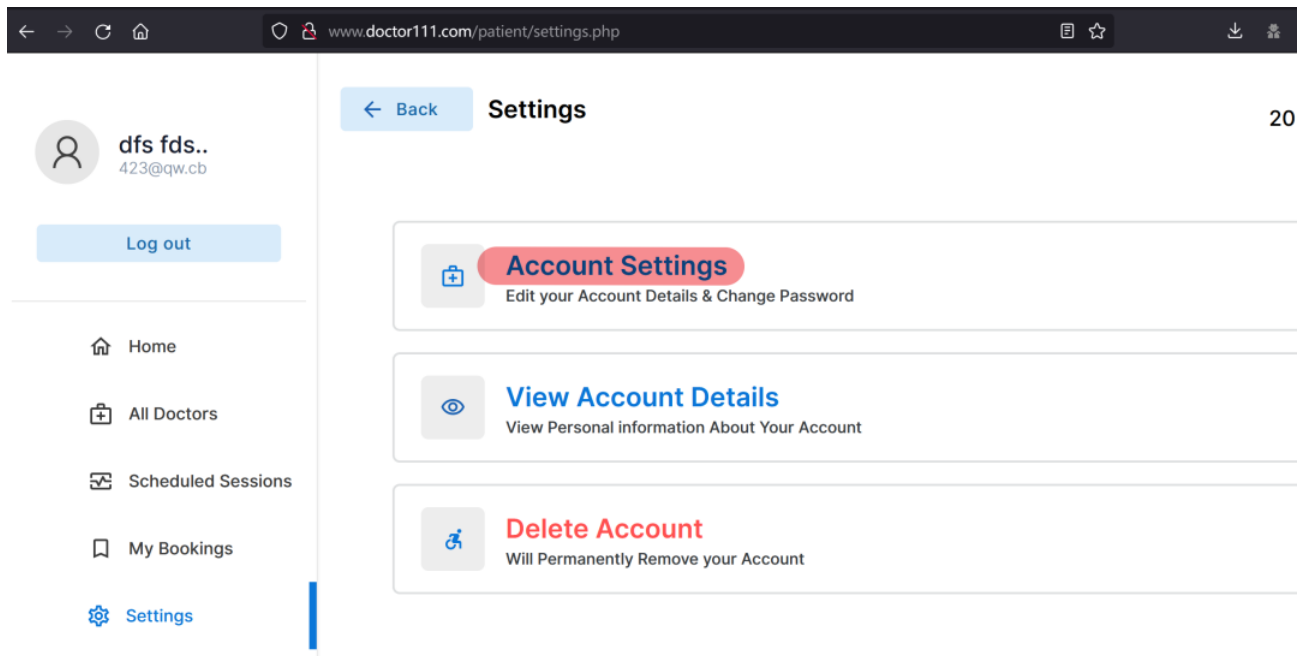 www.doctor111.com/patient/settings.php
dfs fds..
423@qw.cb
Log out
Home
All Doctors
Scheduled Sessions
My Bookings
Settings
Back
Settings
20
Account Settings
Edit your Account Details & Change Password
View Account Details
View Personal information About Your Account
Delete Account
Will Permanently Remove your Account